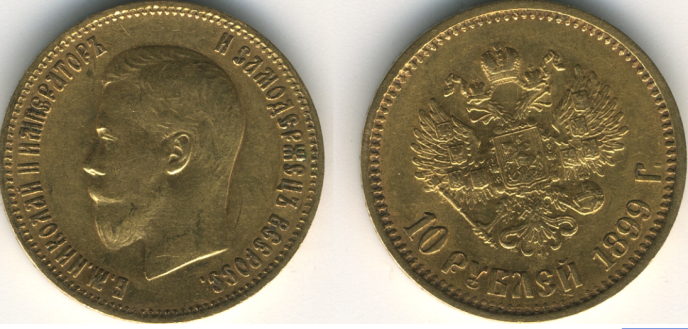 Б. М. НИКОЛАЙ II ИМПЕРАТОРЪ
И САМОДЕРЖЕЦЪ ВСЕРОСС.
10 РУБЛЕЙ 1899 Г.